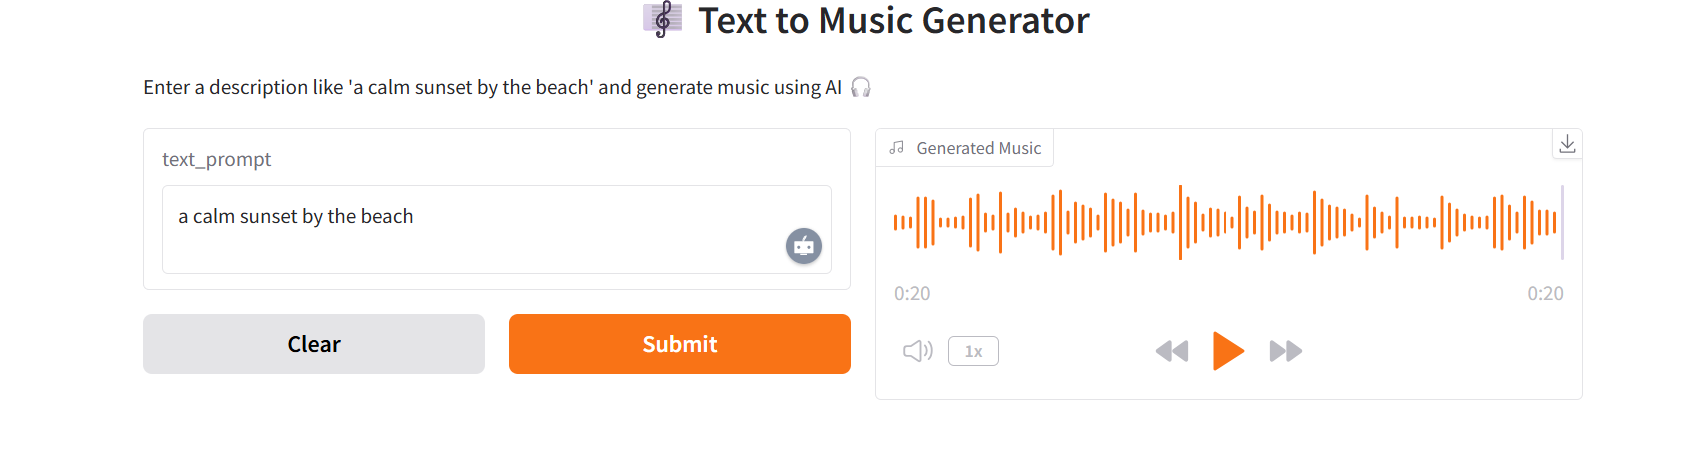 Text to Music Generator
Enter a description like 'a calm sunset by the beach' and generate music using AI
text_prompt
a calm sunset by the beach
Clear
Submit
Generated Music
0:20
0:20
1x